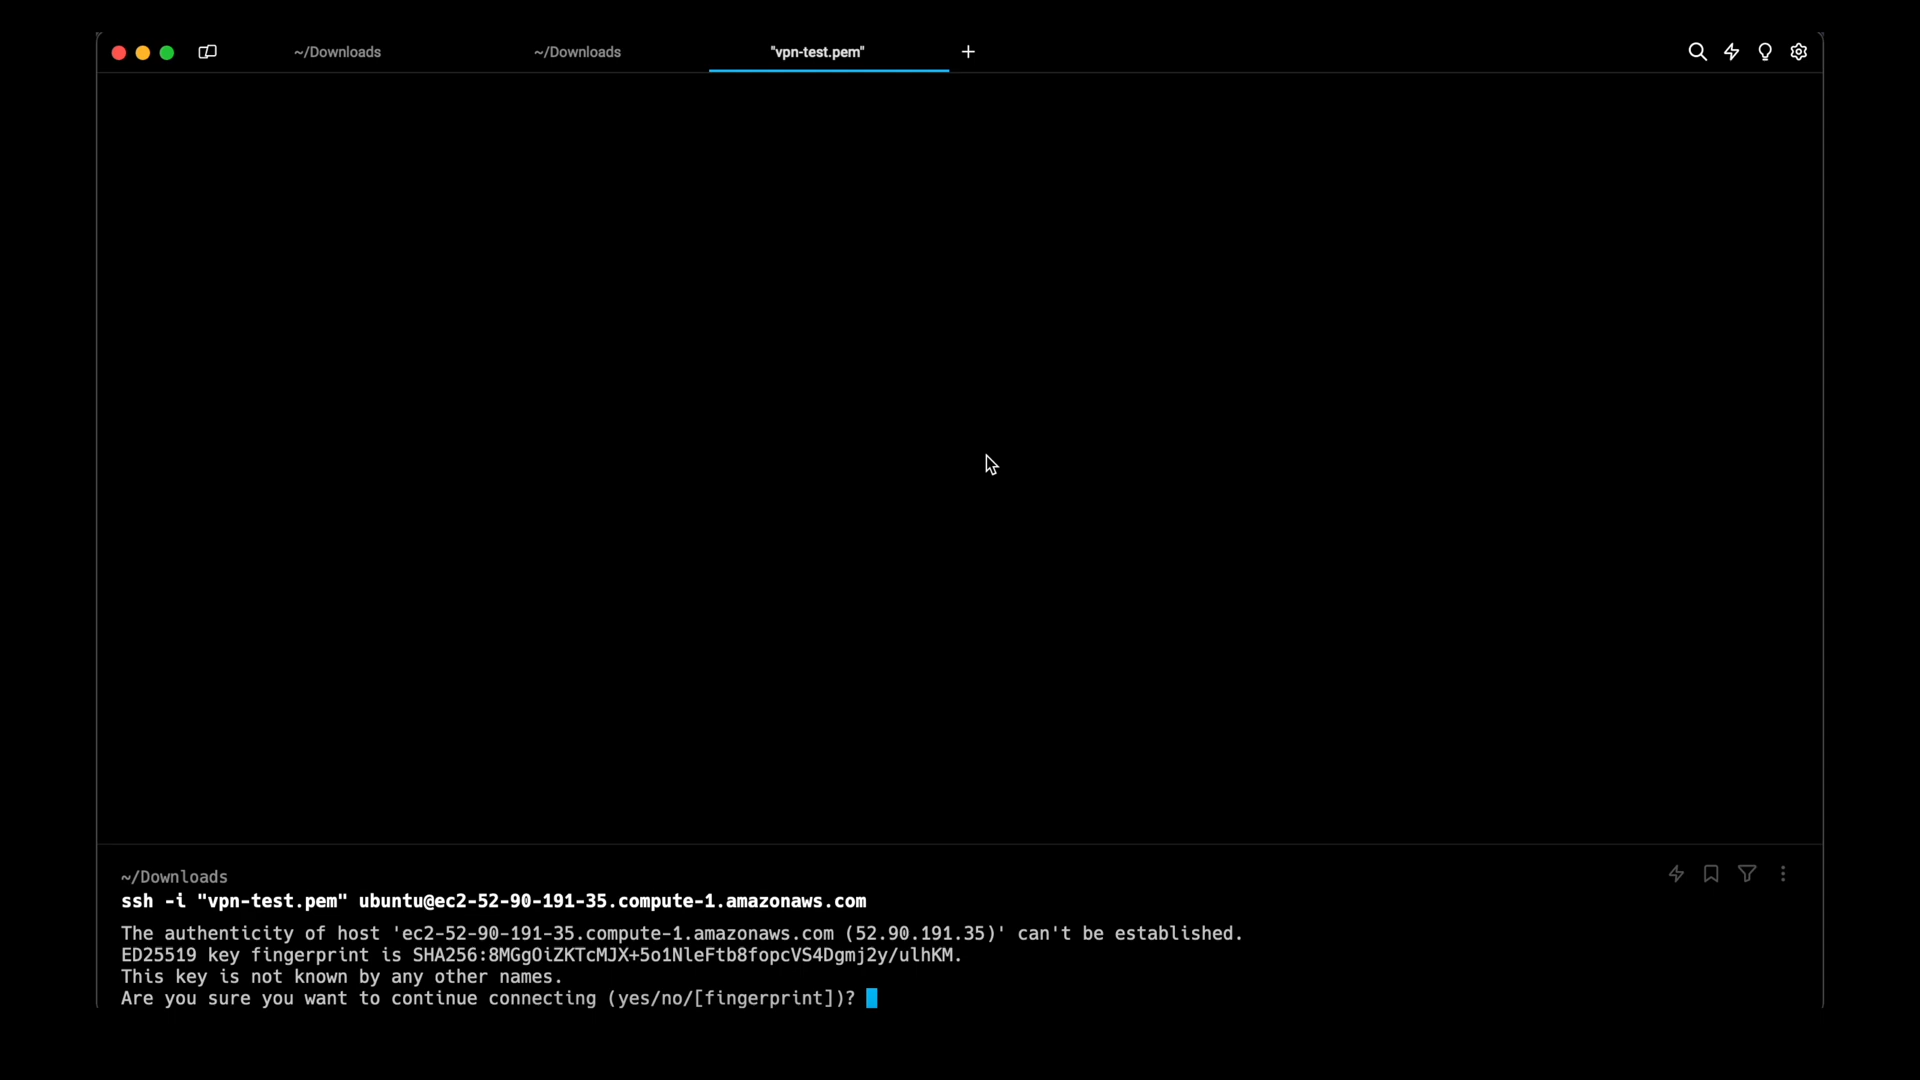 ~/Downloads
~/Downloads
"vpn-test.pem"
~/Downloads
ssh -i "vpn-test.pem" ubuntu@ec2-52-90-191-35.compute-1.amazonaws.com
The authenticity of host 'ec2-52-90-191-35.compute-1.amazonaws.com (52.90.191.35)' can't be established.
ED25519 key fingerprint is SHA256:8MGgOiZKTcMJX+5o1NleFtb8fopcVS4Dgmj2y/ulhKM.
This key is not known by any other names.
Are you sure you want to continue connecting (yes/no/[fingerprint])?